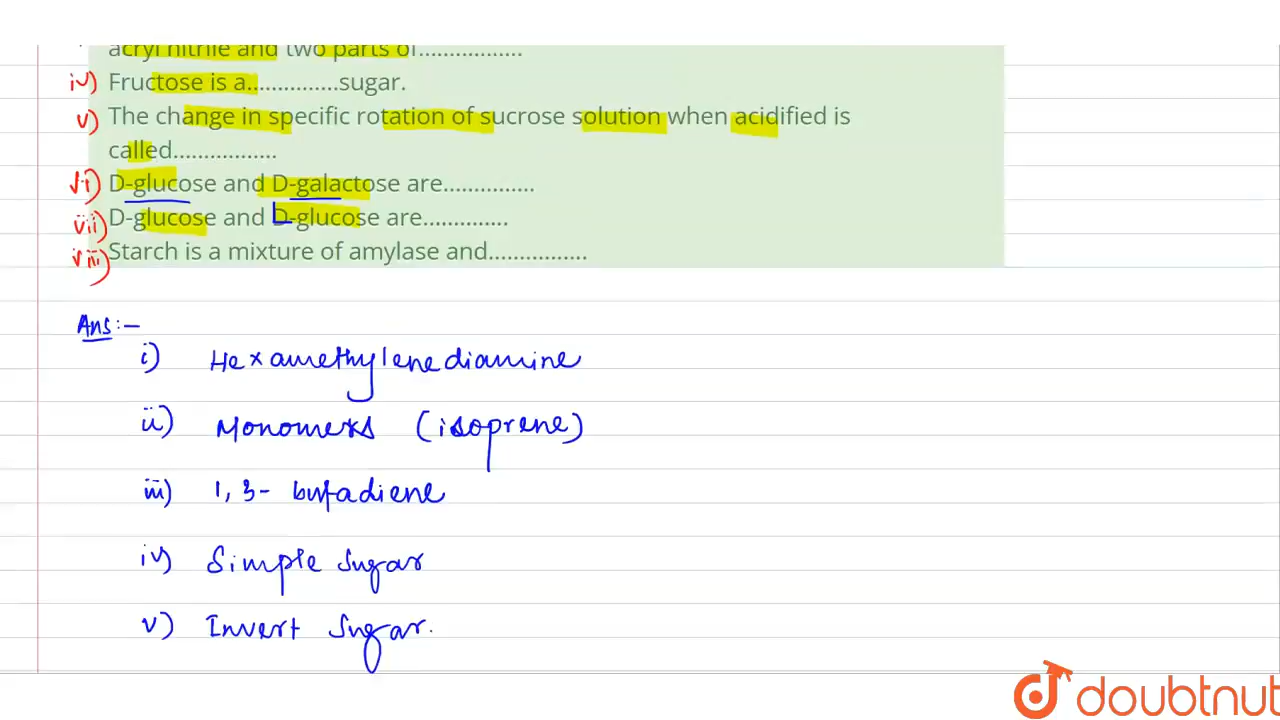 acryl nitrile and two parts of.................
iv) Fructose is a...............sugar.
v) The change in specific rotation of sucrose solution when acidified is
called.................
vi) D-glucose and D-galactose are...............
vii) D-glucose and L-glucose are..............
viii) Starch is a mixture of amylase and................
Ans:-
i) Hexamethylenediamine
ii) Monomers (isoprene)
iii) 1,3- butadiene
iv) Simple Sugar
v) Invert Sugar.
doubtnut